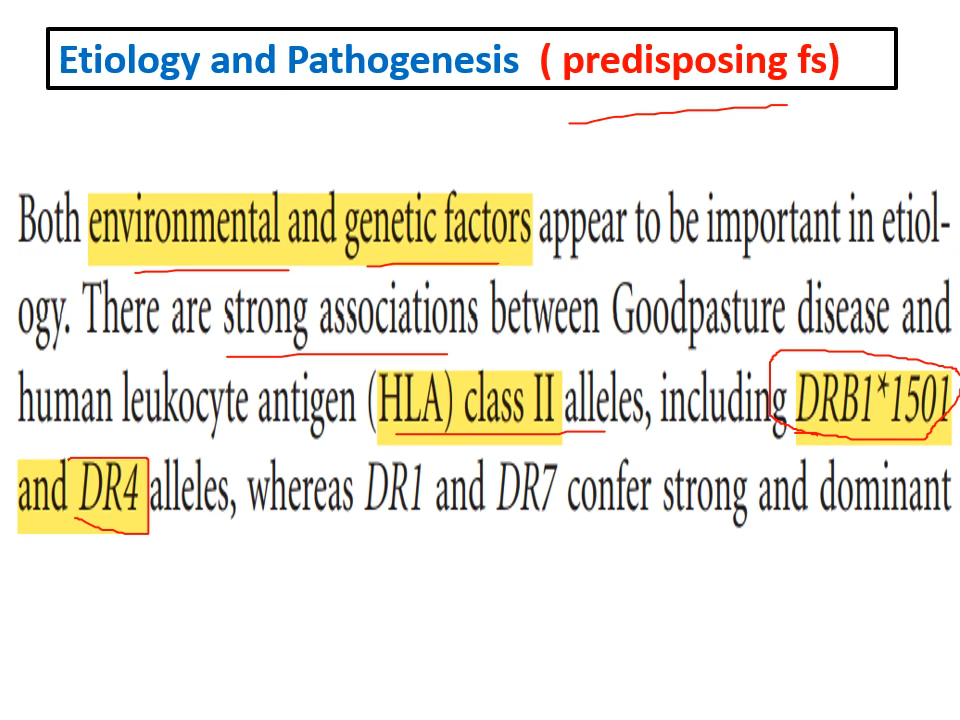 Etiology and Pathogenesis ( predisposing fs)
Both environmental and genetic factors appear to be important in etiol-
ogy. There are strong associations between Goodpasture disease and
human leukocyte antigen (HLA) class II alleles, including DRB1*1501
and DR4 alleles, whereas DR1 and DR7 confer strong and dominant